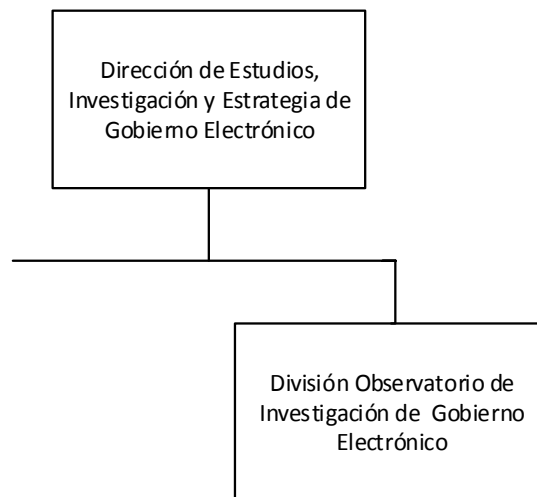 Dirección de Estudios,
Investigación y Estrategia de
Gobierno Electrónico
División Observatorio de
Investigación de Gobierno
Electrónico